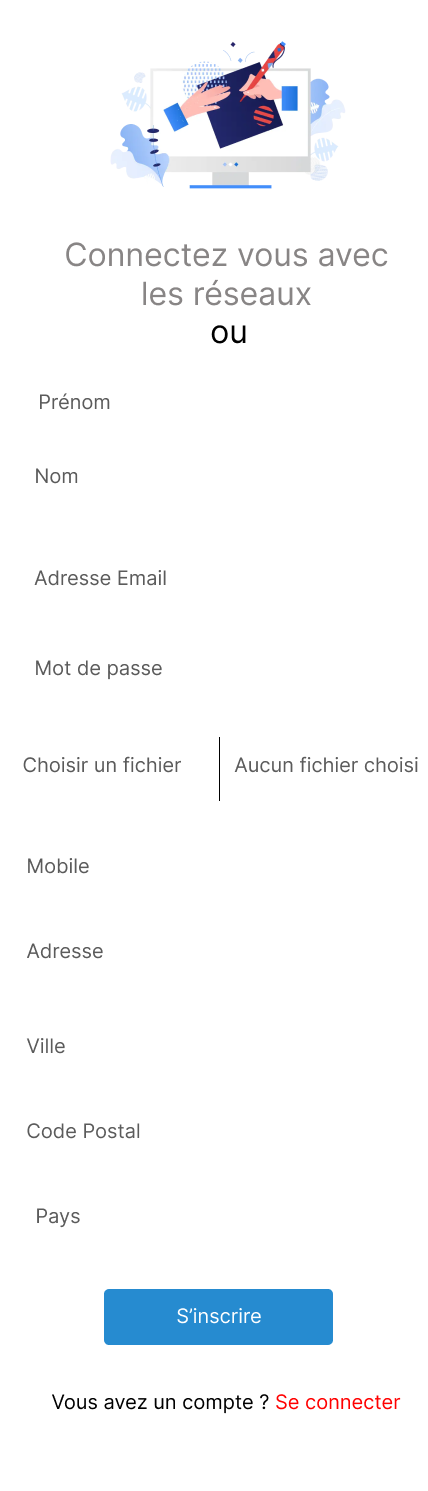 Connectez vous avec
les réseaux
ou
Prénom
Nom
Adresse Email
Mot de passe
Choisir un fichier Aucun fichier choisi
Mobile
Adresse
Ville
Code Postal
Pays
S’inscrire
Vous avez un compte ? Se connecter